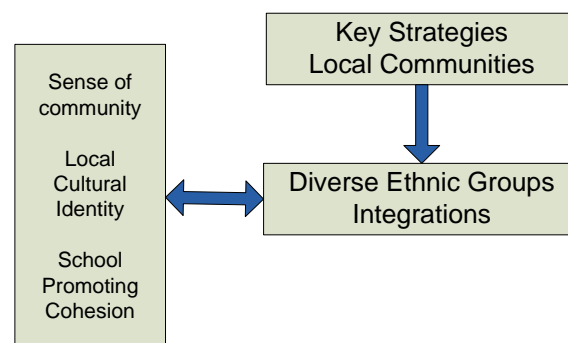 Key Strategies
Local Communities
Sense of
community
Local
Cultural
Identity
School
Promoting
Cohesion
Diverse Ethnic Groups
Integrations